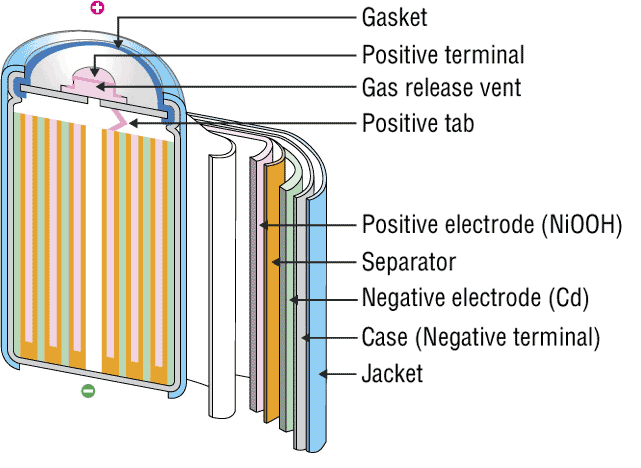 +
Gasket
Positive terminal
Gas release vent
Positive tab
Positive electrode (NiOOH)
Separator
Negative electrode (Cd)
Case (Negative terminal)
Jacket
−